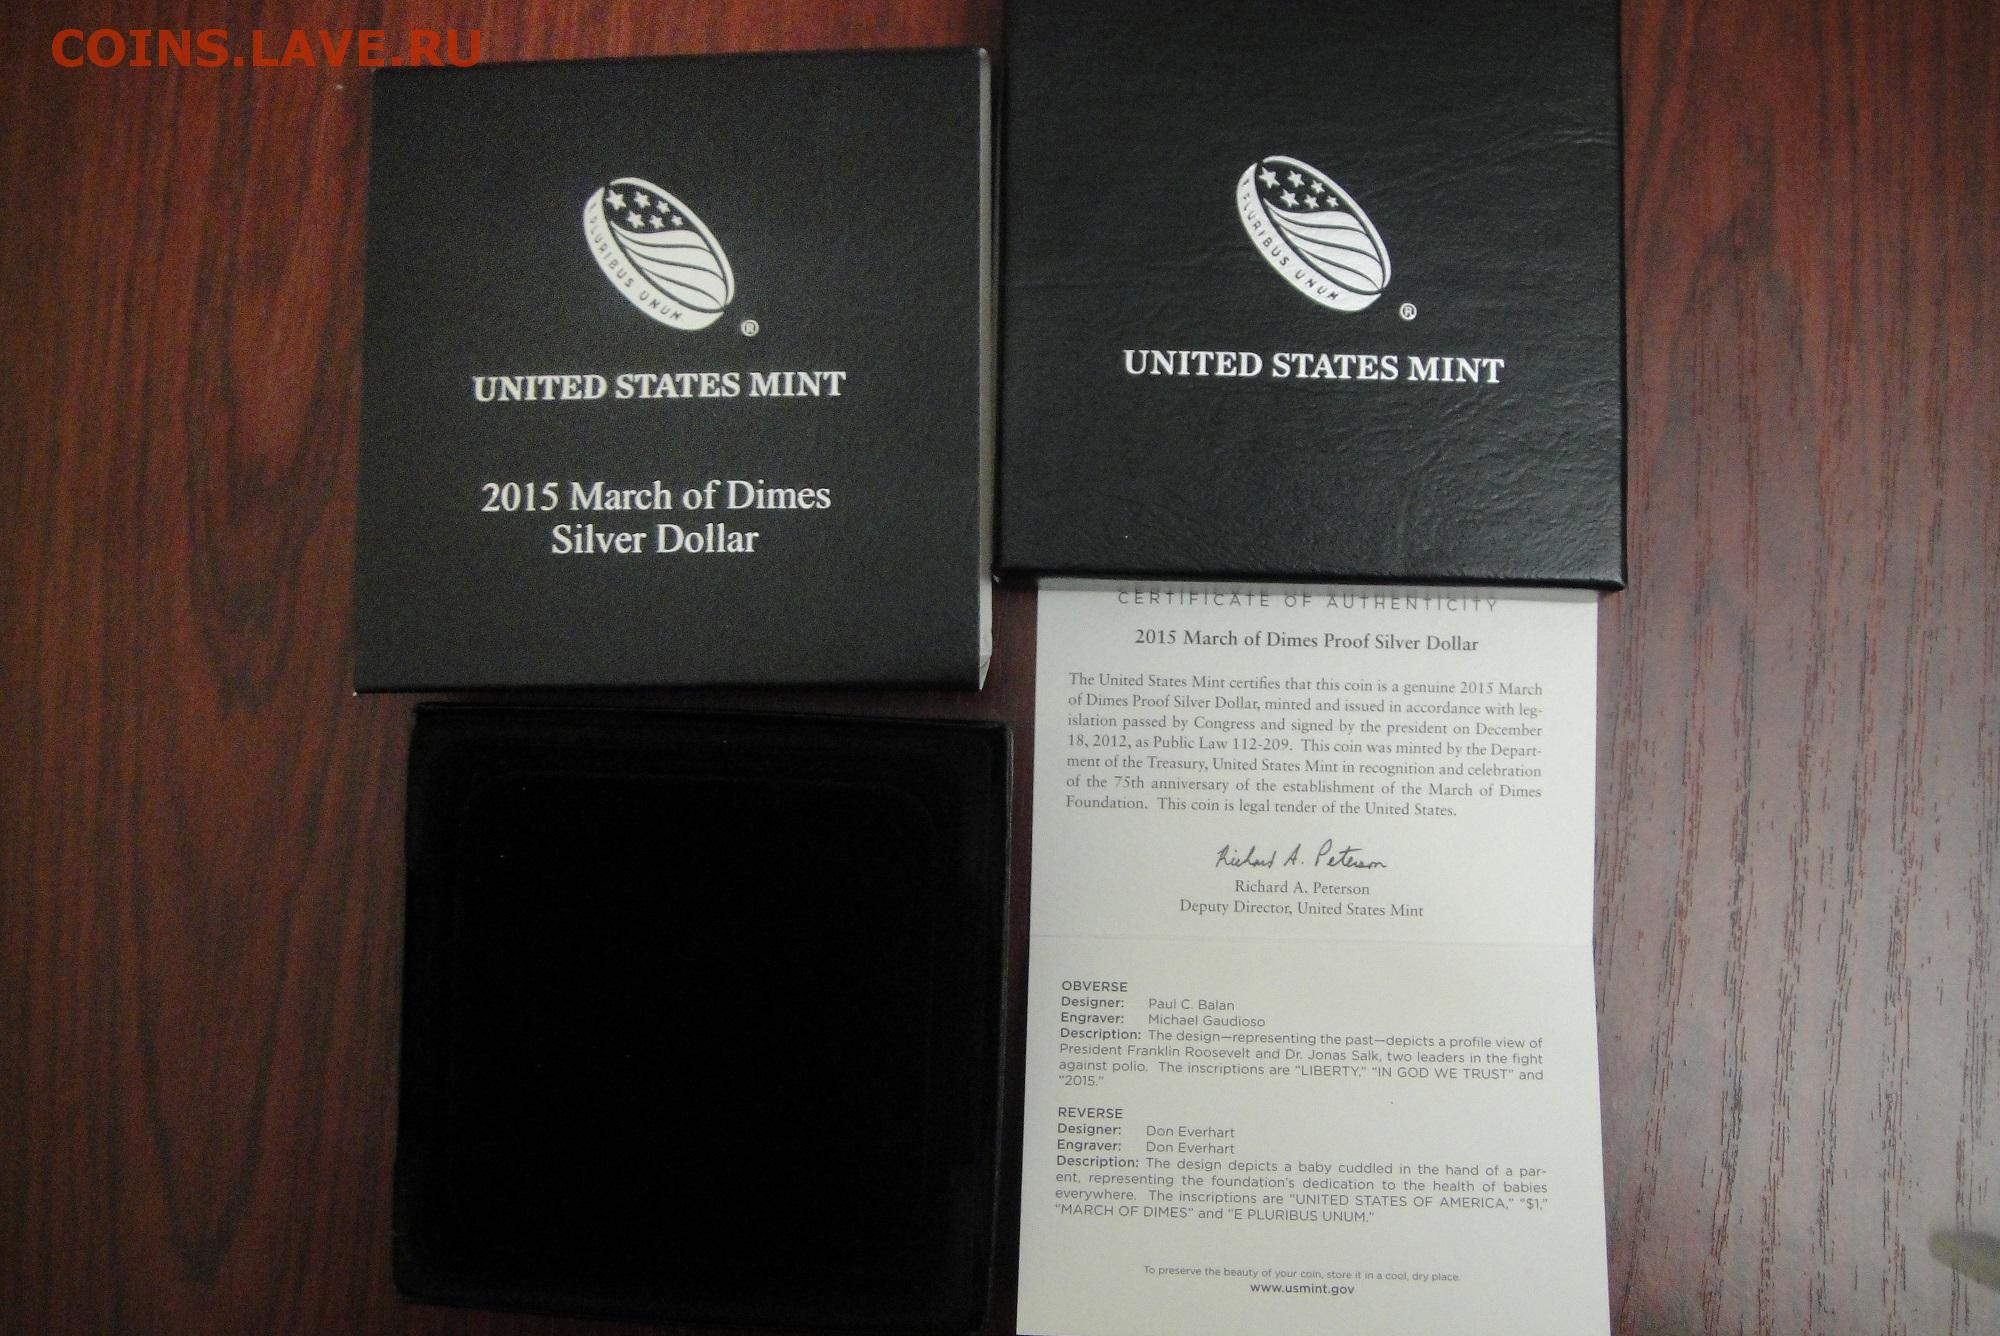 COINS.LAVE.RU
E PLURIBUS UNUM
®
UNITED STATES MINT
2015 March of Dimes
Silver Dollar
E PLURIBUS UNUM
®
UNITED STATES MINT
CERTIFICATE OF AUTHENTICITY
2015 March of Dimes Proof Silver Dollar
The United States Mint certifies that this coin is a genuine 2015 March
of Dimes Proof Silver Dollar, minted and issued in accordance with leg-
islation passed by Congress and signed by the president on December
18, 2012, as Public Law 112-209. This coin was minted by the Depart-
ment of the Treasury, United States Mint in recognition and celebration
of the 75th anniversary of the establishment of the March of Dimes
Foundation. This coin is legal tender of the United States.
Richard A. Peterson
Richard A. Peterson
Deputy Director, United States Mint
OBVERSE
Designer: Paul C. Balan
Engraver: Michael Gaudioso
Description: The design—representing the past—depicts a profile view of
President Franklin Roosevelt and Dr. Jonas Salk, two leaders in the fight
against polio. The inscriptions are “LIBERTY,” “IN GOD WE TRUST” and
“2015.”
REVERSE
Designer: Don Everhart
Engraver: Don Everhart
Description: The design depicts a baby cuddled in the hand of a par-
ent, representing the foundation’s dedication to the health of babies
everywhere. The inscriptions are “UNITED STATES OF AMERICA,” “$1,”
“MARCH OF DIMES” and “E PLURIBUS UNUM.”
To preserve the beauty of your coin, store it in a cool, dry place.
www.usmint.gov